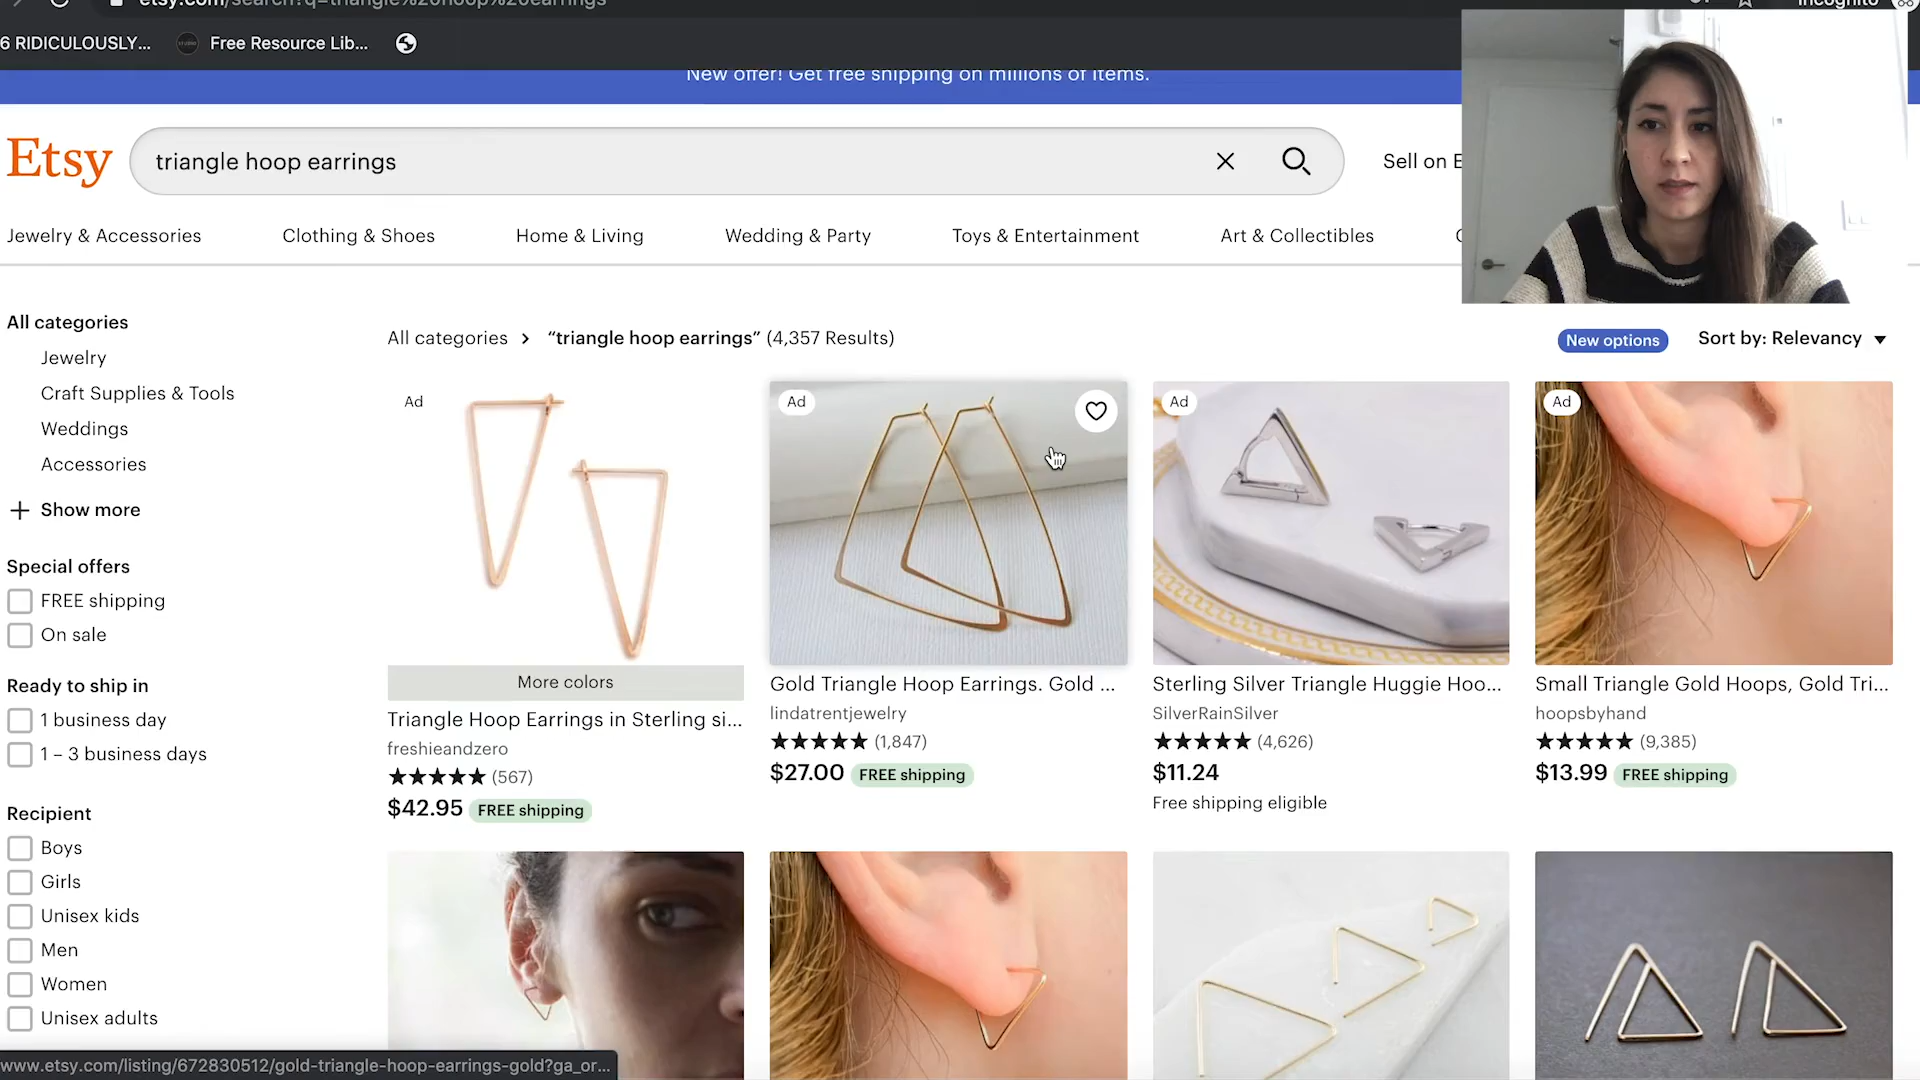 etsy.com/search?q=triangle%20hoop%20earrings
Incognito
6 RIDICULOUSLY...
Free Resource Lib...
New offer! Get free shipping on millions of items.
Etsy
triangle hoop earrings
Sell on E
Jewelry & Accessories
Clothing & Shoes
Home & Living
Wedding & Party
Toys & Entertainment
Art & Collectibles
All categories
Jewelry
Craft Supplies & Tools
Weddings
Accessories
Show more
Special offers
FREE shipping
On sale
Ready to ship in
1 business day
1 – 3 business days
Recipient
Boys
Girls
Unisex kids
Men
Women
Unisex adults
All categories > “triangle hoop earrings” (4,357 Results)
New options
Sort by: Relevancy
Ad
More colors
Triangle Hoop Earrings in Sterling si...
freshieandzero
(567)
$42.95 FREE shipping
Ad
Gold Triangle Hoop Earrings. Gold ...
lindatrentjewelry
(1,847)
$27.00 FREE shipping
Ad
Sterling Silver Triangle Huggie Hoo...
SilverRainSilver
(4,626)
$11.24
Free shipping eligible
Ad
Small Triangle Gold Hoops, Gold Tri...
hoopsbyhand
(9,385)
$13.99 FREE shipping
www.etsy.com/listing/672830512/gold-triangle-hoop-earrings-gold?ga_or...